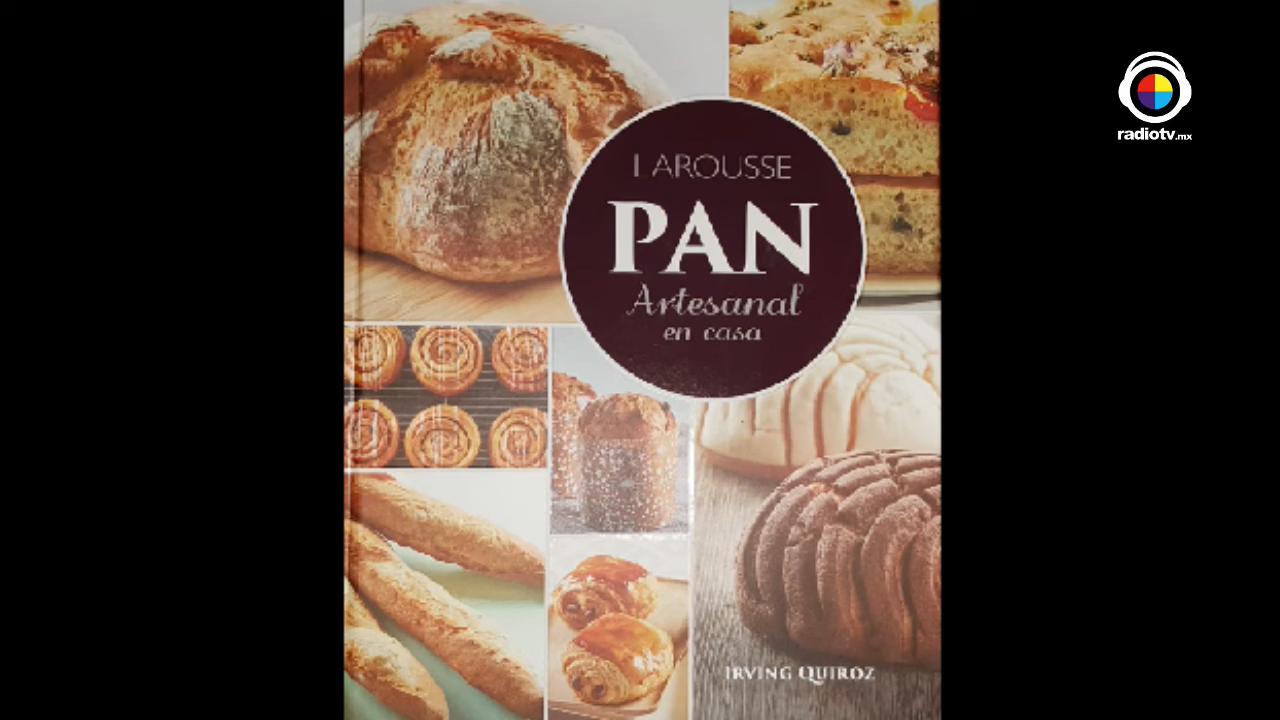 LAROUSSE
PAN
Artesanal
en casa
IRVING QUIROZ
radiotv.mx